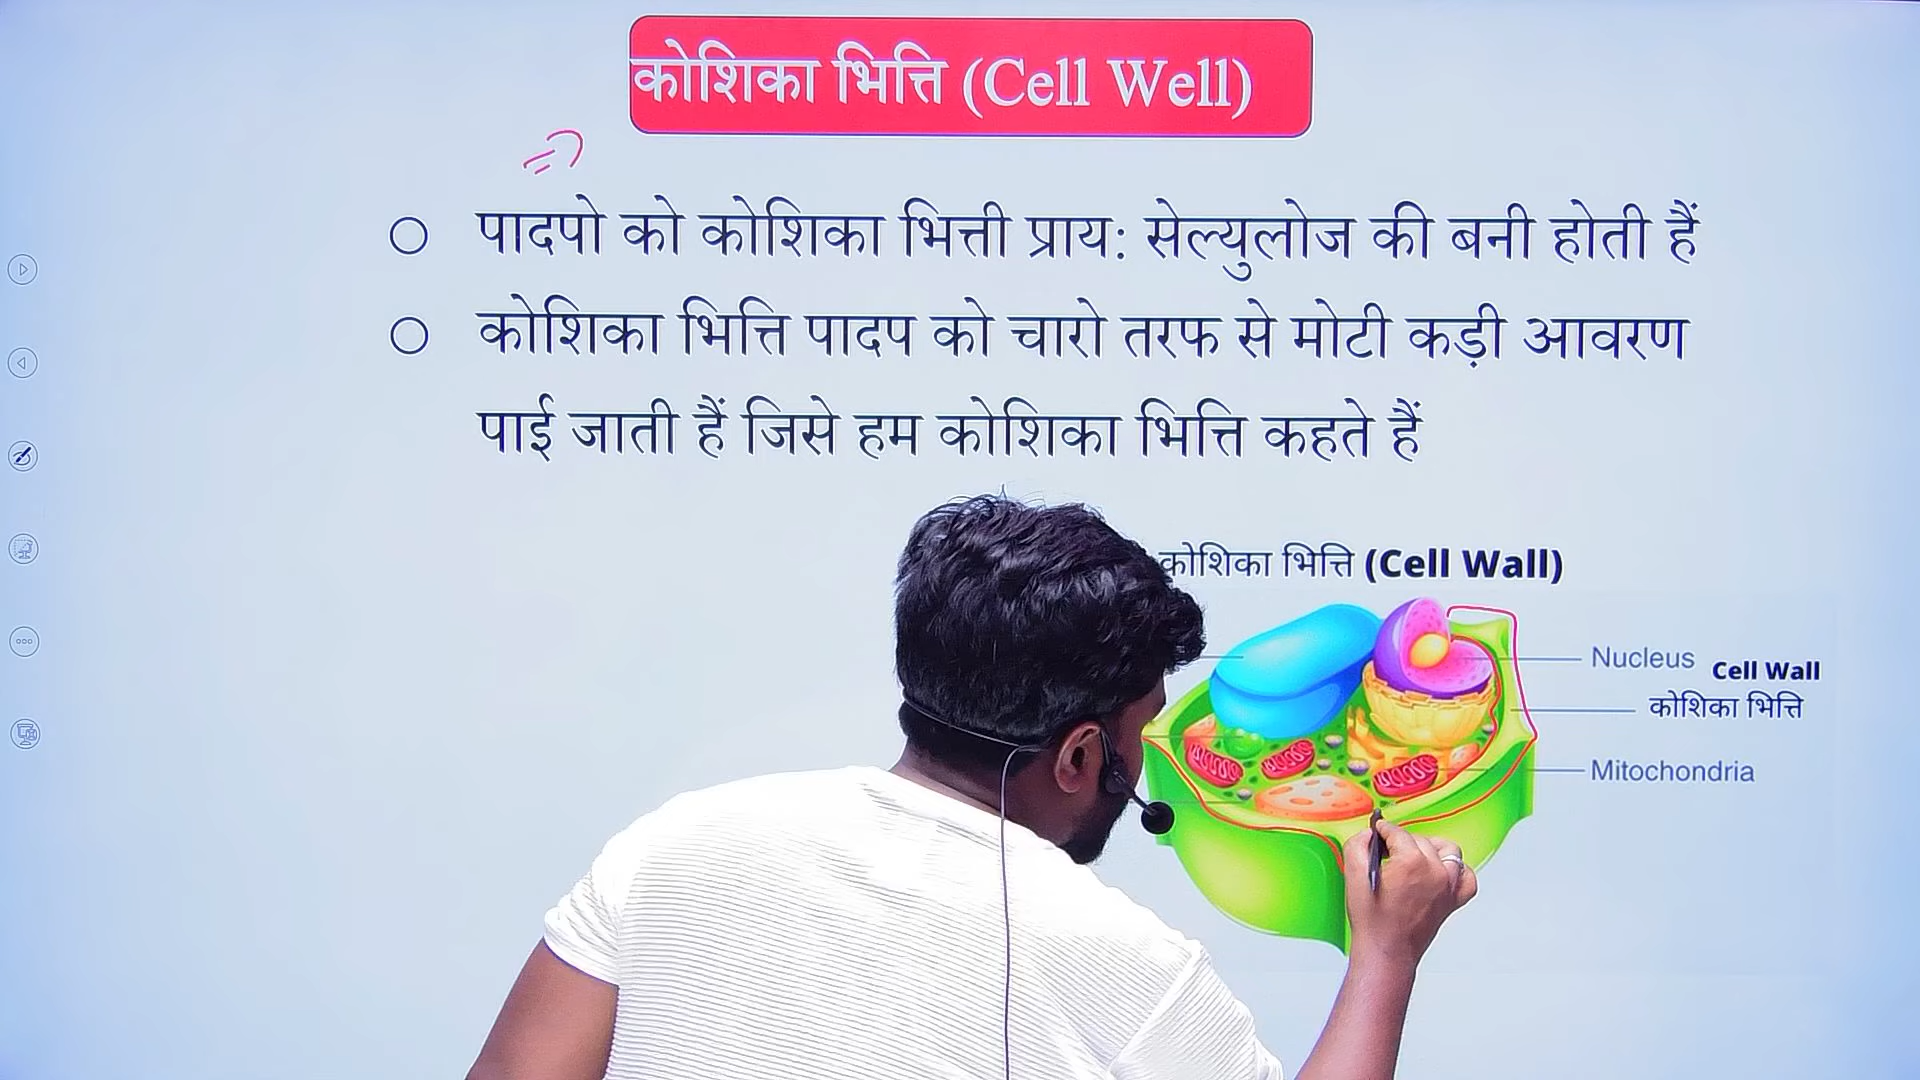 कोशिका भित्ति (Cell Well)
पादपो को कोशिका भित्ती प्राय: सेल्युलोज की बनी होती हैं
कोशिका भित्ति पादप को चारो तरफ से मोटी कड़ी आवरण
पाई जाती हैं जिसे हम कोशिका भित्ति कहते हैं
कोशिका भित्ति (Cell Wall)
Nucleus
Cell Wall
कोशिका भित्ति
Mitochondria